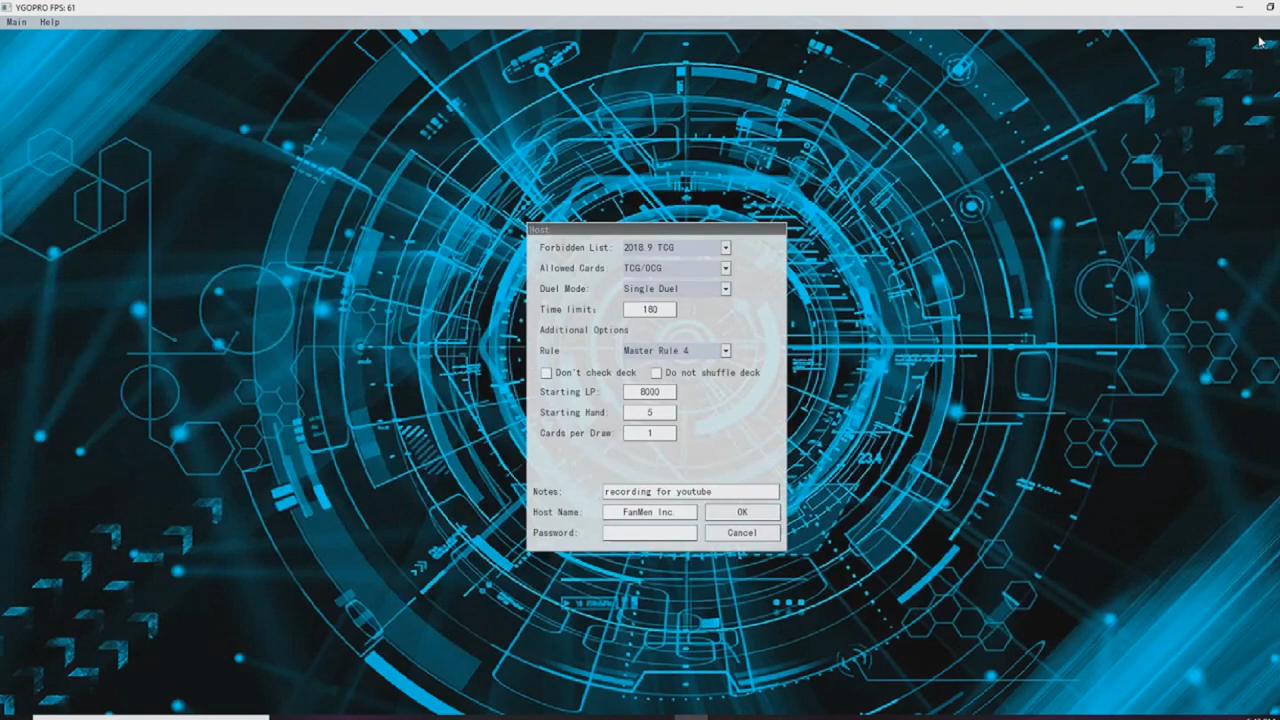 YGOPRO FPS: 61
Main Help
Host
Forbidden List: 2018.9 TCG
Allowed Cards: TCG/OCG
Duel Mode: Single Duel
Time limit: 180
Additional Options
Rule Master Rule 4
Don't check deck Do not shuffle deck
Starting LP: 8000
Starting Hand: 5
Cards per Draw: 1
23.4
Notes: recording for youtube
Host Name: FanMen Inc. OK
Password: Cancel